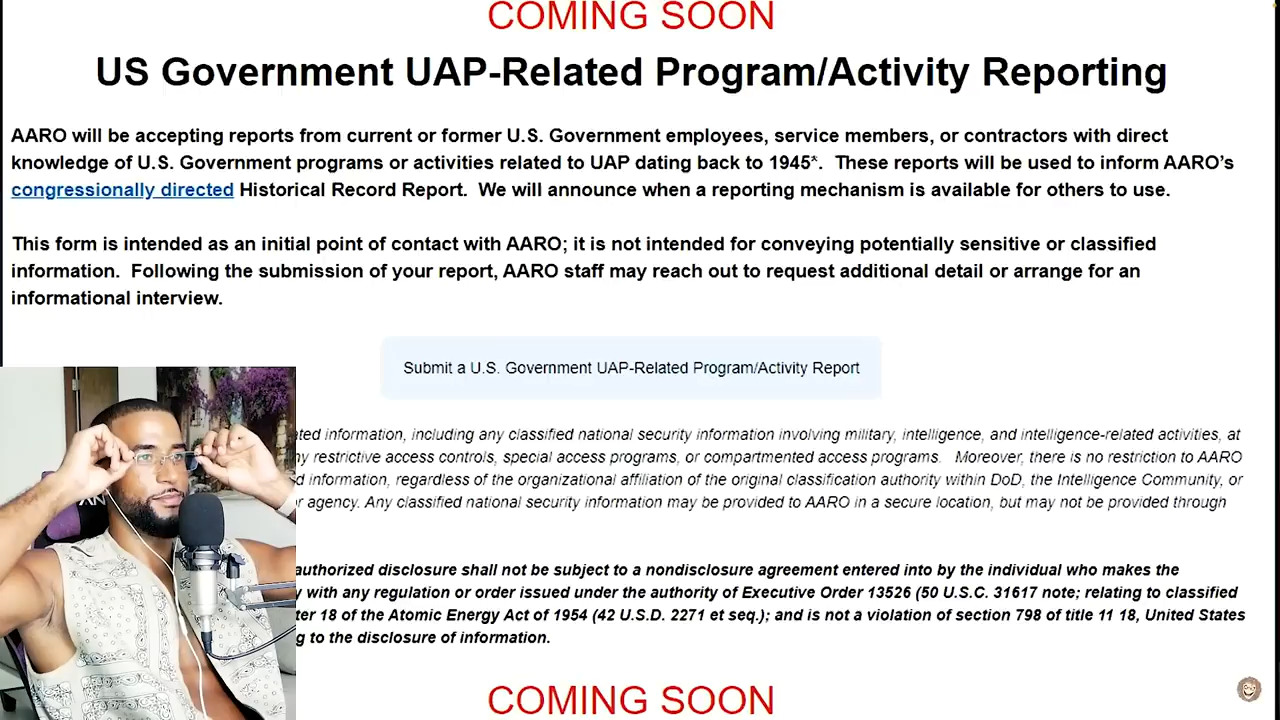 COMING SOON
US Government UAP-Related Program/Activity Reporting
AARO will be accepting reports from current or former U.S. Government employees, service members, or contractors with direct
knowledge of U.S. Government programs or activities related to UAP dating back to 1945*.  These reports will be used to inform AARO's
congressionally directed Historical Record Report.  We will announce when a reporting mechanism is available for others to use.
This form is intended as an initial point of contact with AARO; it is not intended for conveying potentially sensitive or classified
information.  Following the submission of your report, AARO staff may reach out to request additional detail or arrange for an
informational interview.
Submit a U.S. Government UAP-Related Program/Activity Report
information, including any classified national security information involving military, intelligence, and intelligence-related activities, at
restrictive access controls, special access programs, or compartmented access programs.   Moreover, there is no restriction to AARO
information, regardless of the organizational affiliation of the original classification authority within DoD, the Intelligence Community, or
agency. Any classified national security information may be provided to AARO in a secure location, but may not be provided through
authorized disclosure shall not be subject to a nondisclosure agreement entered into by the individual who makes the
with any regulation or order issued under the authority of Executive Order 13526 (50 U.S.C. 31617 note; relating to classified
18 of the Atomic Energy Act of 1954 (42 U.S.D. 2271 et seq.); and is not a violation of section 798 of title 11 18, United States
to the disclosure of information.
COMING SOON